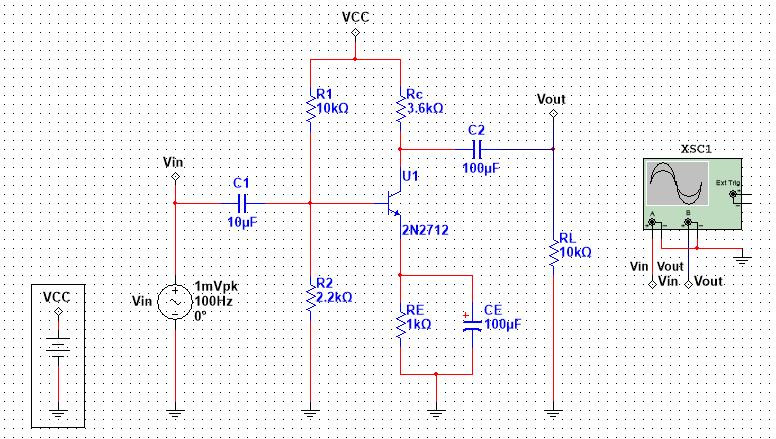 VCC
R1
10kΩ
Rc
3.6kΩ
Vout
C2
100µF
XSC1
Ext Trig
+
-
A
B
+ - + -
Vin
C1
10µF
U1
2N2712
RL
10kΩ
Vin Vout
Vin Vout
VCC
Vin
1mVpk
100Hz
0°
R2
2.2kΩ
RE
1kΩ
+
CE
100µF